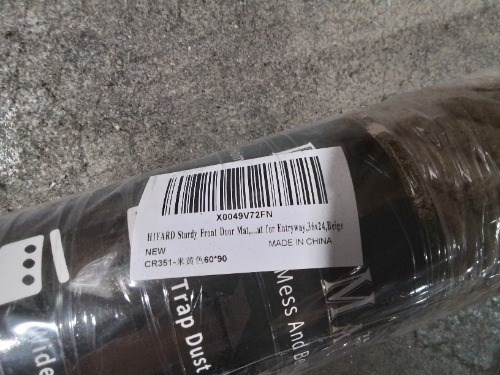 X0049V72FN
HIYARD Sturdy Front Door Mat,...at for Entryway,36x24,Beige
NEW
MADE IN CHINA
CR351-米黄色60*90
Trap Dust
Mess And